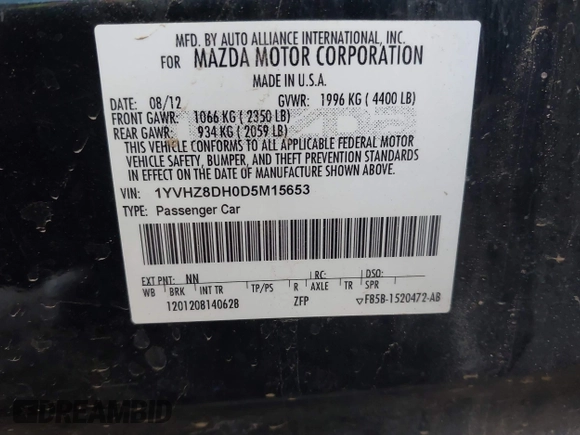 MFD. BY AUTO ALLIANCE INTERNATIONAL, INC.
FOR MAZDA MOTOR CORPORATION
MADE IN U.S.A.
DATE: 08/12 GVWR: 1996 KG ( 4400 LB)
FRONT GAWR: 1066 KG ( 2350 LB)
REAR GAWR: 934 KG ( 2059 LB)
THIS VEHICLE CONFORMS TO ALL APPLICABLE FEDERAL MOTOR
VEHICLE SAFETY, BUMPER, AND THEFT PREVENTION STANDARDS
IN EFFECT ON THE DATE OF MANUFACTURE SHOWN ABOVE.
VIN: 1YVHZ8DH0D5M15653
TYPE: Passenger Car
EXT PNT: NN RC: DSO:
WB BRK INT TR TP/PS R AXLE TR SPR
1201208140628 ZFP ▽FB5B-1520472-AB
DREAMBID